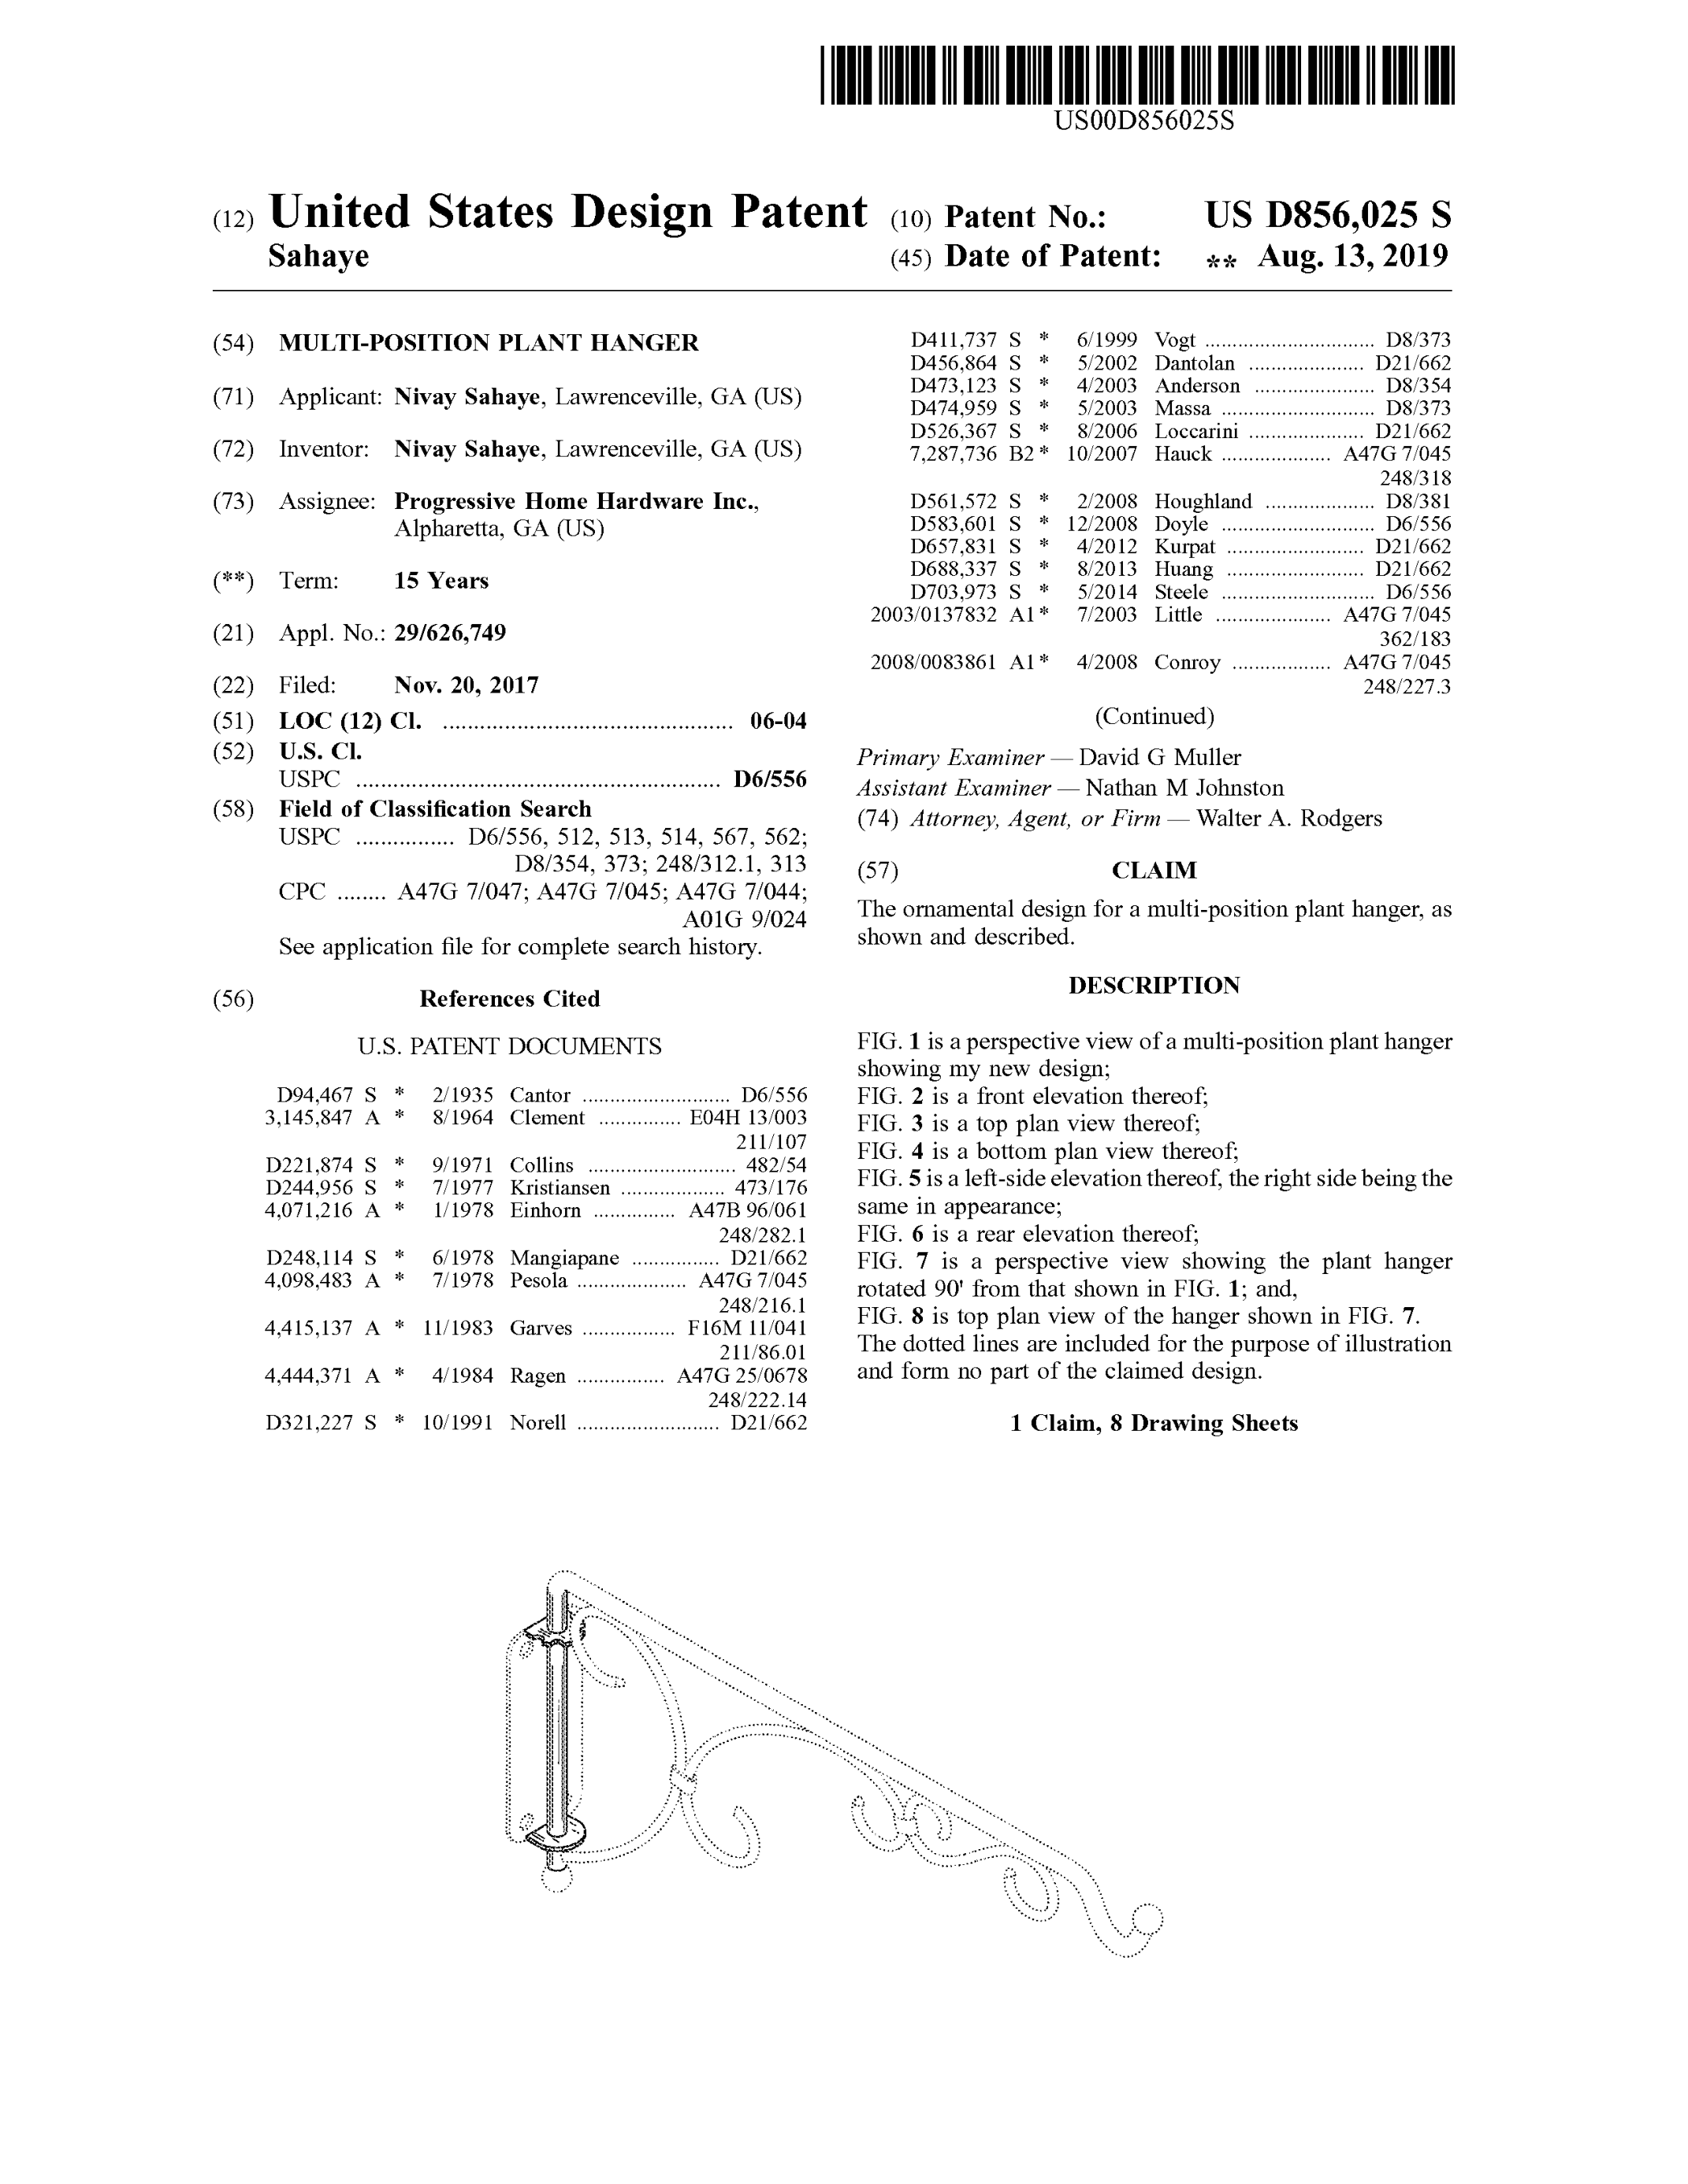 US00D856025S
(12) United States Design Patent
Sahaye
(10) Patent No.: US D856,025 S
(45) Date of Patent: ** Aug. 13, 2019
(54) MULTI-POSITION PLANT HANGER
(71) Applicant: Nivay Sahaye, Lawrenceville, GA (US)
(72) Inventor: Nivay Sahaye, Lawrenceville, GA (US)
(73) Assignee: Progressive Home Hardware Inc.,
Alpharetta, GA (US)
(**) Term: 15 Years
(21) Appl. No.: 29/626,749
(22) Filed: Nov. 20, 2017
(51) LOC (12) Cl. ............................................... 06-04
(52) U.S. Cl.
USPC .......................................................... D6/556
(58) Field of Classification Search
USPC ................ D6/556, 512, 513, 514, 567, 562;
D8/354, 373; 248/312.1, 313
CPC ........ A47G 7/047; A47G 7/045; A47G 7/044;
A01G 9/024
See application file for complete search history.
(56) References Cited
U.S. PATENT DOCUMENTS
D94,467 S * 2/1935 Cantor ........................... D6/556
3,145,847 A * 8/1964 Clement ............... E04H 13/003
211/107
D221,874 S * 9/1971 Collins ........................... 482/54
D244,956 S * 7/1977 Kristiansen ................... 473/176
4,071,216 A * 1/1978 Einhorn ............... A47B 96/061
248/282.1
D248,114 S * 6/1978 Mangiapane ................ D21/662
4,098,483 A * 7/1978 Pesola .................... A47G 7/045
248/216.1
4,415,137 A * 11/1983 Garves ................. F16M 11/041
211/86.01
4,444,371 A * 4/1984 Ragen ................ A47G 25/0678
248/222.14
D321,227 S * 10/1991 Norell .......................... D21/662
D411,737 S * 6/1999 Vogt ............................... D8/373
D456,864 S * 5/2002 Dantolan ..................... D21/662
D473,123 S * 4/2003 Anderson ...................... D8/354
D474,959 S * 5/2003 Massa ............................ D8/373
D526,367 S * 8/2006 Loccarini ..................... D21/662
7,287,736 B2 * 10/2007 Hauck .................... A47G 7/045
248/318
D561,572 S * 2/2008 Houghland .................... D8/381
D583,601 S * 12/2008 Doyle ............................ D6/556
D657,831 S * 4/2012 Kurpat ......................... D21/662
D688,337 S * 8/2013 Huang ......................... D21/662
D703,973 S * 5/2014 Steele ............................ D6/556
2003/0137832 A1 * 7/2003 Little ..................... A47G 7/045
362/183
2008/0083861 A1 * 4/2008 Conroy .................. A47G 7/045
248/227.3
(Continued)
Primary Examiner — David G Muller
Assistant Examiner — Nathan M Johnston
(74) Attorney, Agent, or Firm — Walter A. Rodgers
(57) CLAIM
The ornamental design for a multi-position plant hanger, as
shown and described.
DESCRIPTION
FIG. 1 is a perspective view of a multi-position plant hanger
showing my new design;
FIG. 2 is a front elevation thereof;
FIG. 3 is a top plan view thereof;
FIG. 4 is a bottom plan view thereof;
FIG. 5 is a left-side elevation thereof, the right side being the
same in appearance;
FIG. 6 is a rear elevation thereof;
FIG. 7 is a perspective view showing the plant hanger
rotated 90' from that shown in FIG. 1; and,
FIG. 8 is top plan view of the hanger shown in FIG. 7.
The dotted lines are included for the purpose of illustration
and form no part of the claimed design.
1 Claim, 8 Drawing Sheets